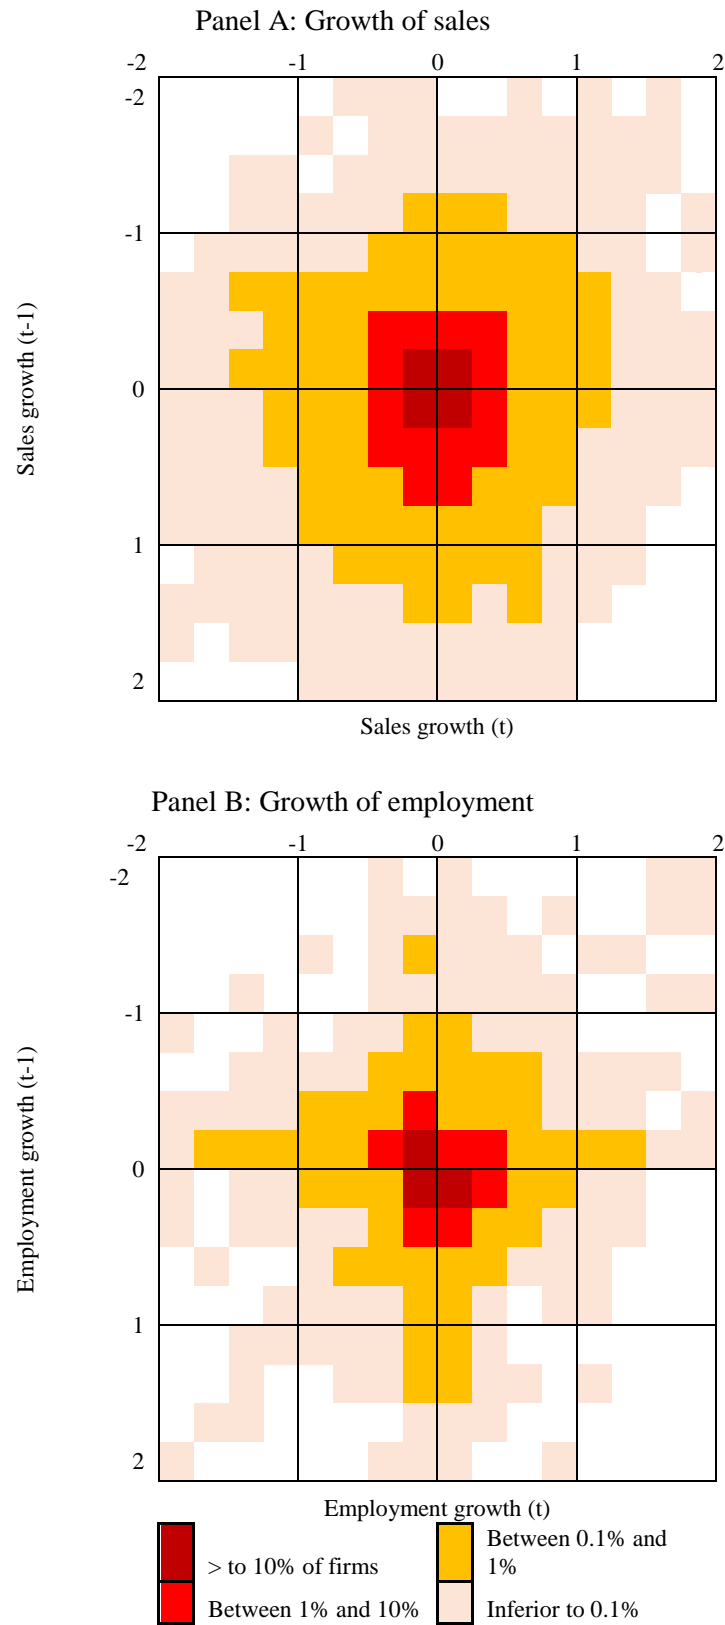 Panel A: Growth of sales
-2 -1 0 1 2
-2
-1
0
1
2
Sales growth (t-1)
Sales growth (t)
Panel B: Growth of employment
-2 -1 0 1 2
-2
-1
0
1
2
Employment growth (t-1)
Employment growth (t)
> to 10% of firms
Between 0.1% and
1%
Between 1% and 10%
Inferior to 0.1%